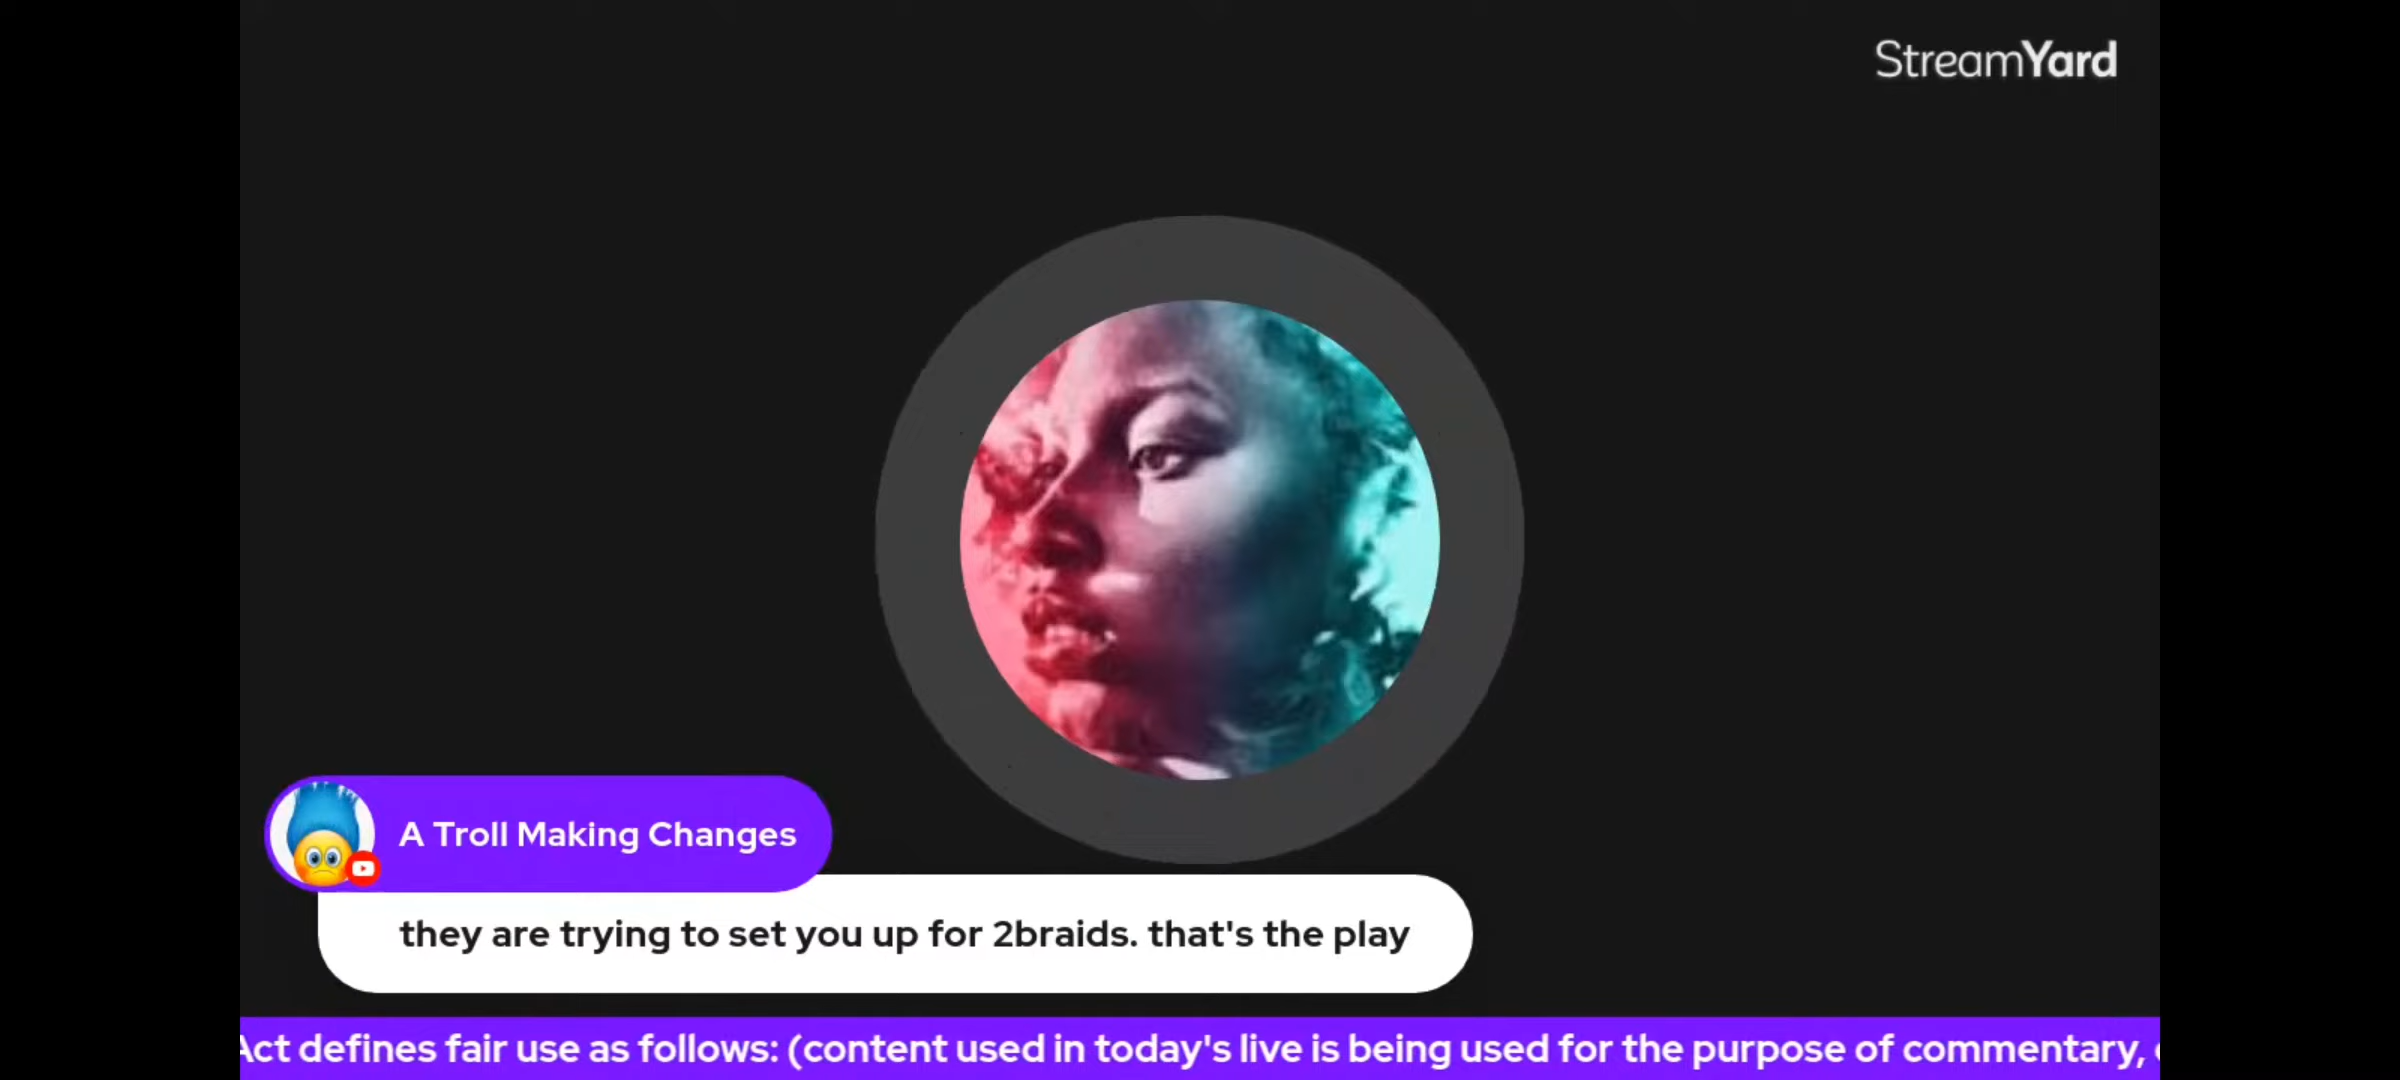 StreamYard
A Troll Making Changes
they are trying to set you up for 2braids. that's the play
Act defines fair use as follows: (content used in today's live is being used for the purpose of commentary,